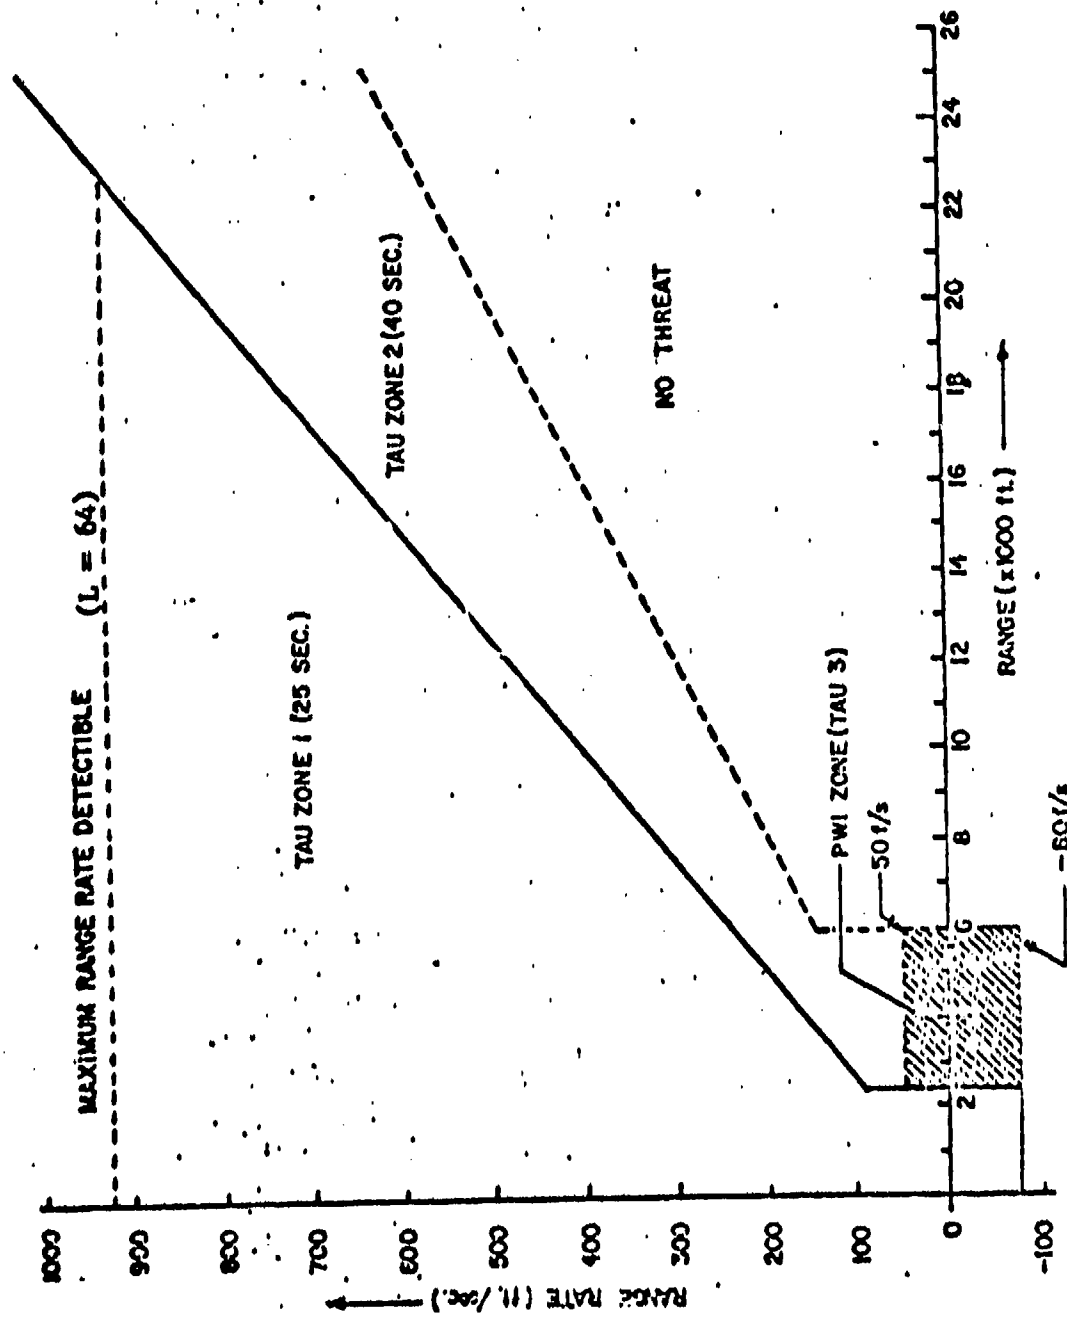 MAXIMUM RANGE RATE DETECTIBLE (L = 64)
TAU ZONE 1 (25 SEC.)
TAU ZONE 2 (40 SEC.)
NO THREAT
PWI ZONE (TAU 3)
50 f/s
-80 f/s
RANGE RATE (ft./sec.)
1000
900
800
700
600
500
400
300
200
100
0
-100
2
6
8
10
12
14
16
18
20
22
24
26
RANGE (x1000 ft.)